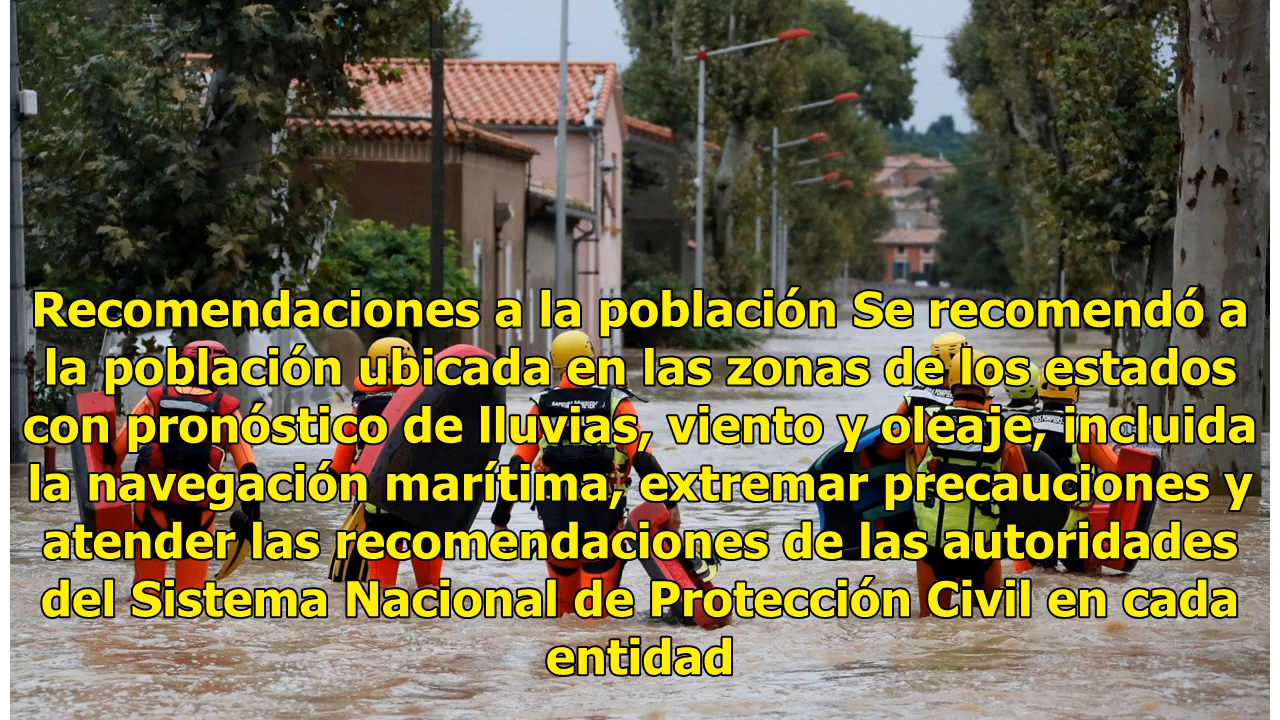 Recomendaciones a la población Se recomendó a
la población ubicada en las zonas de los estados
con pronóstico de lluvias, viento y oleaje, incluida
la navegación marítima, extremar precauciones y
atender las recomendaciones de las autoridades
del Sistema Nacional de Protección Civil en cada
entidad